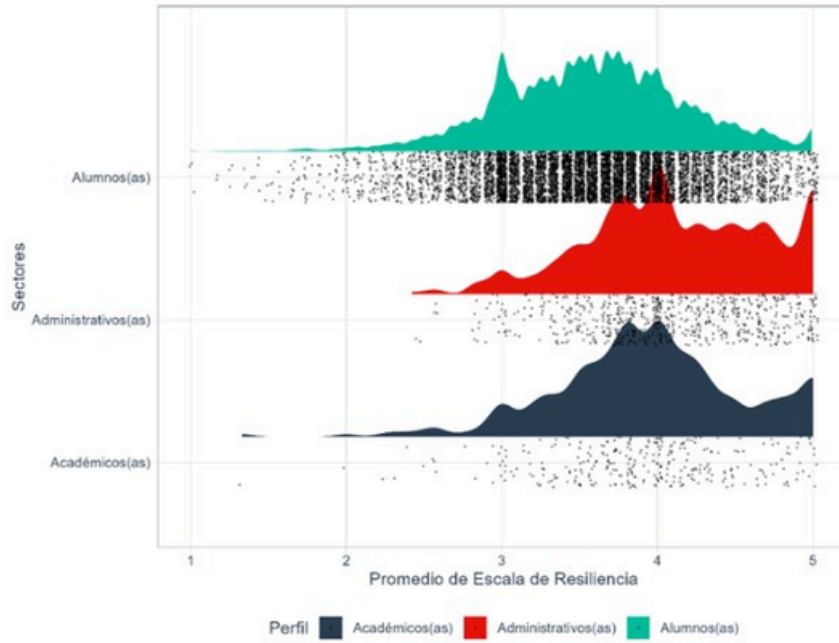 Sectores
Alumnos(as)
Administrativos(as)
Académicos(as)
1 2 3 4 5
Promedio de Escala de Resiliencia
Perfil Académicos(as) Administrativos(as) Alumnos(as)